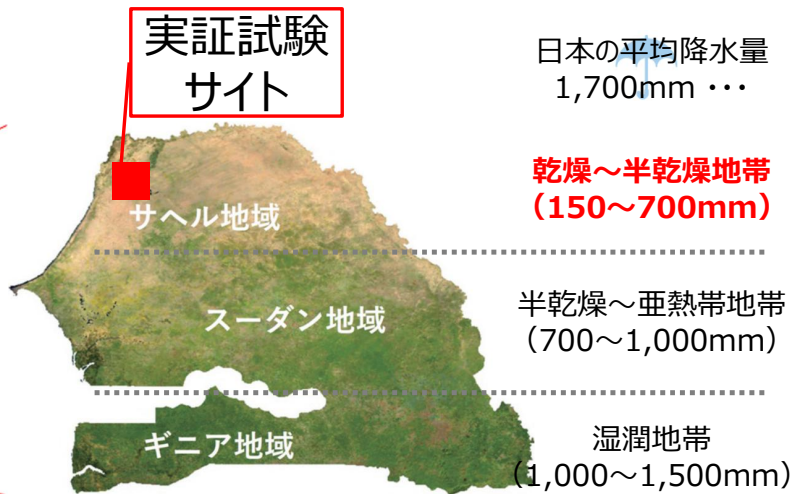 実証試験
サイト
日本の平均降水量
1,700mm ・・・
乾燥～半乾燥地帯
（150～700mm）
サヘル地域
スーダン地域
半乾燥～亜熱帯地帯
（700～1,000mm）
ギニア地域
湿潤地帯
（1,000～1,500mm）